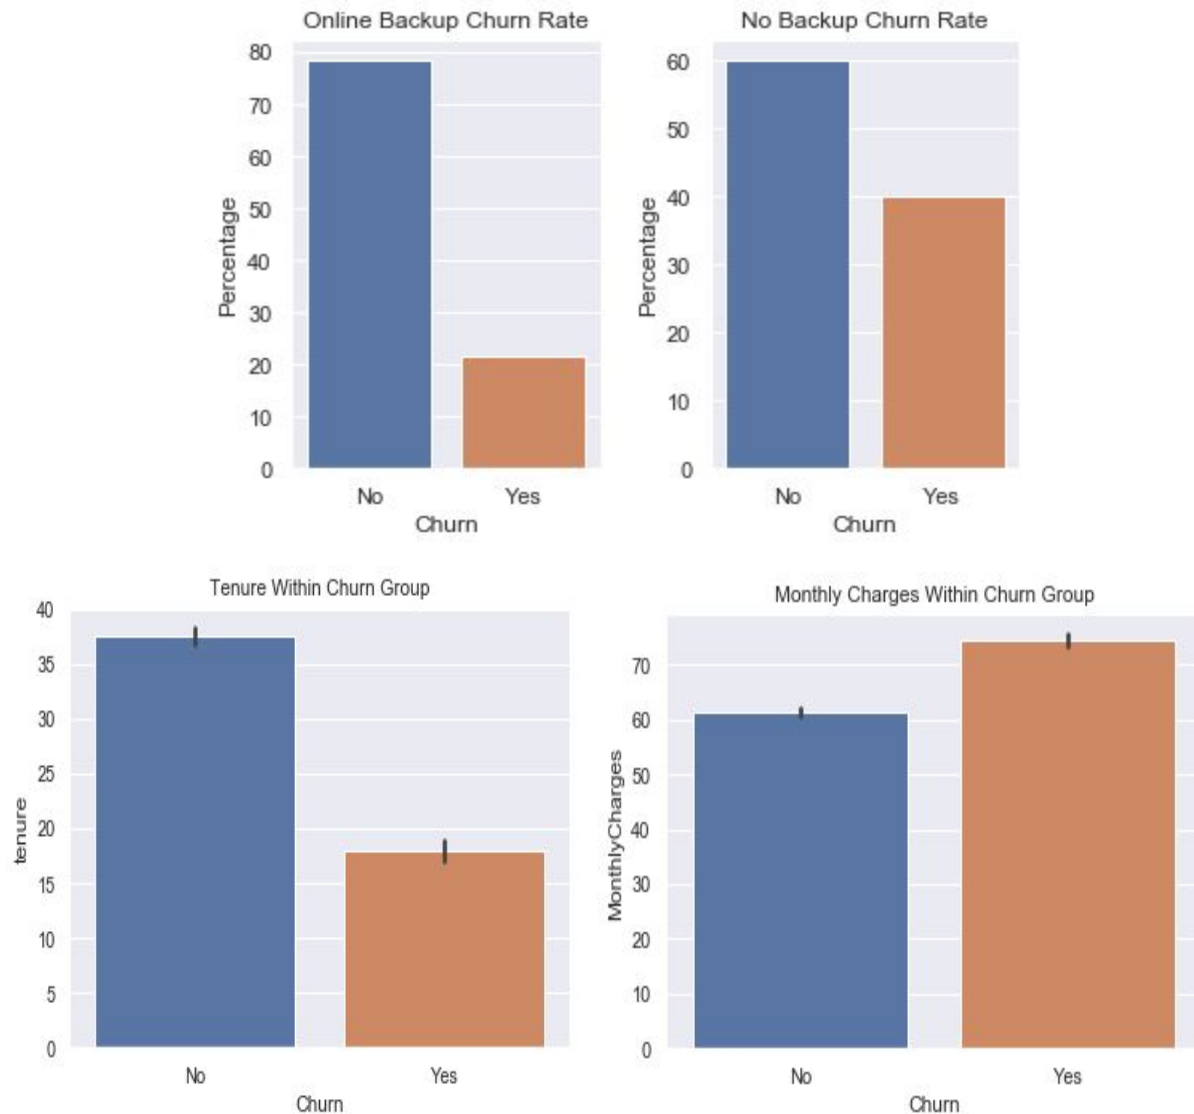 Online Backup Churn Rate
80
70
60
50
40
30
20
10
0
Percentage
No Yes
Churn
No Backup Churn Rate
60
50
40
30
20
10
0
Percentage
No Yes
Churn
Tenure Within Churn Group
40
35
30
25
20
15
10
5
0
tenure
No Yes
Churn
Monthly Charges Within Churn Group
70
60
50
40
30
20
10
0
MonthlyCharges
No Yes
Churn